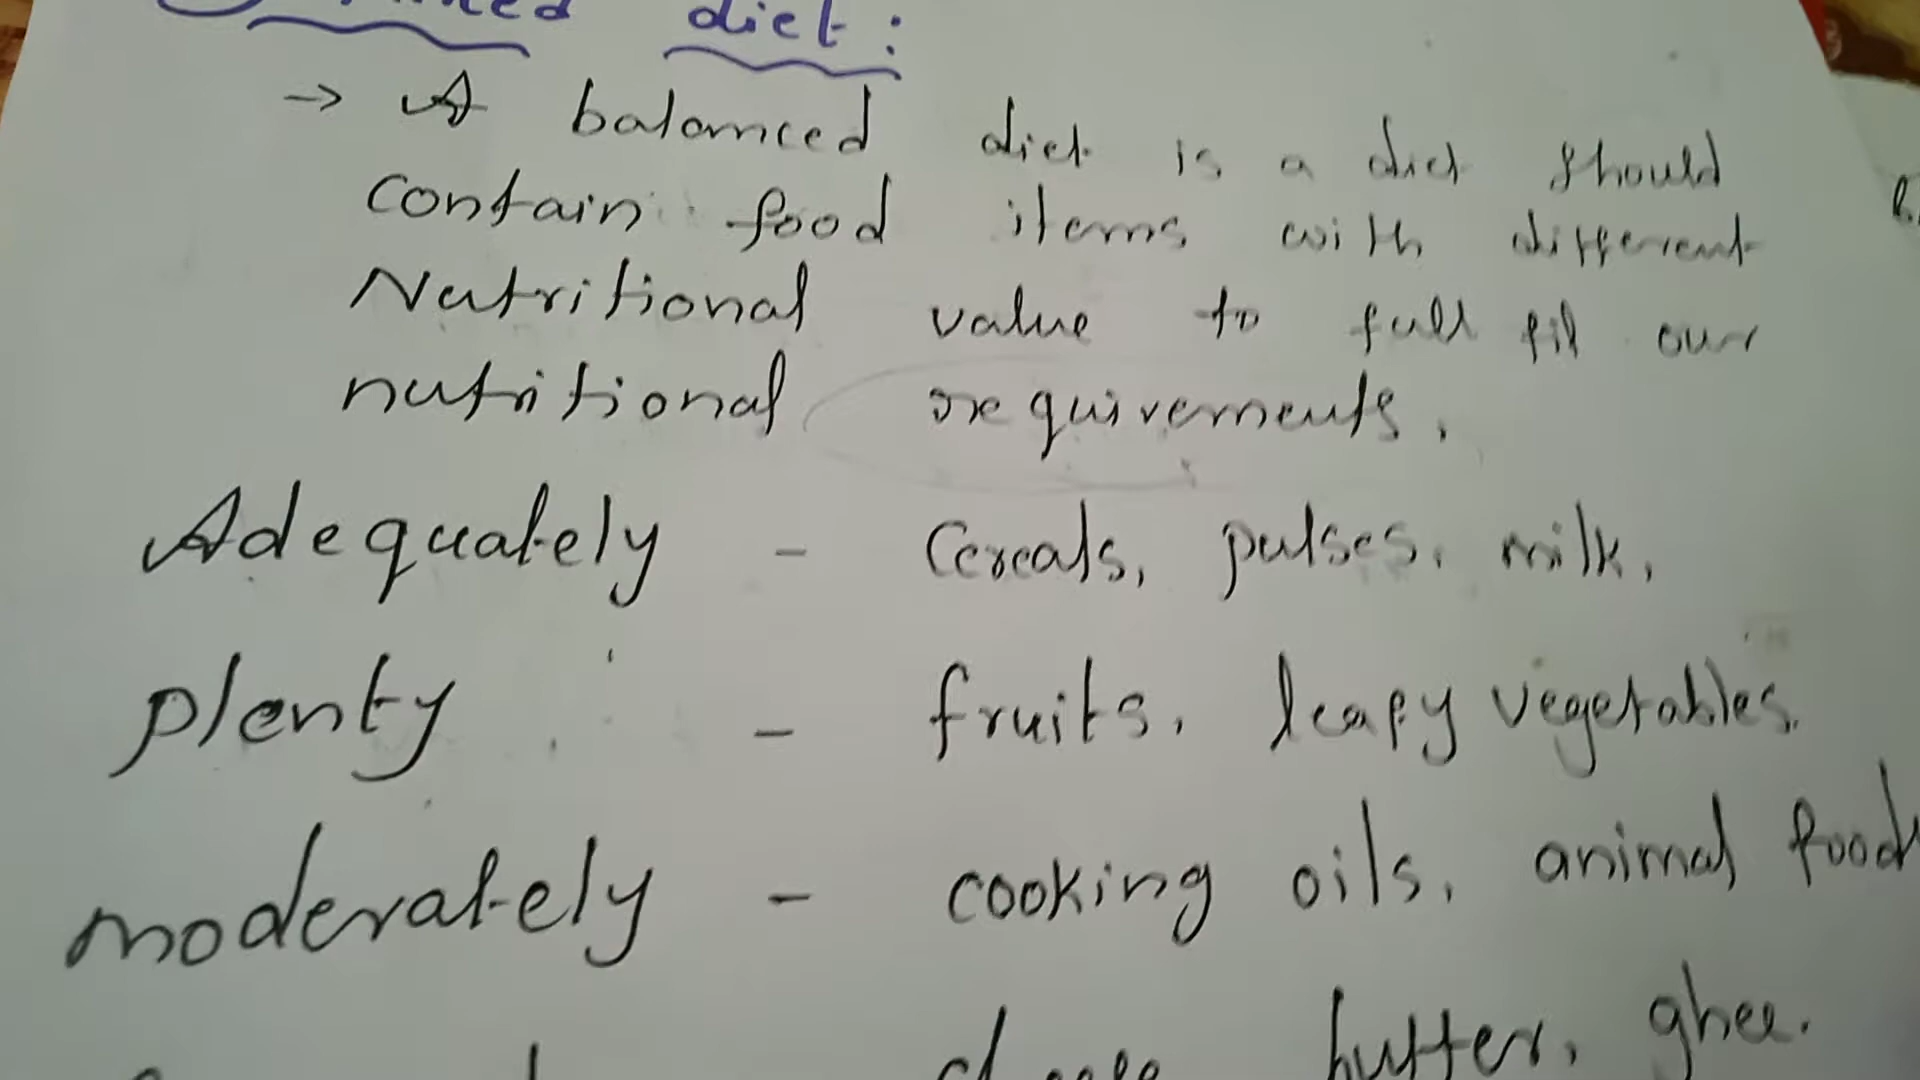 diet:
→ A balanced diet is a diet should
contain food items with different
Nutritional value to full fil our
nutritional requirements.
Adequately - Cereals, pulses, milk,
plenty - fruits, leafy vegetables.
moderately - cooking oils, animal food
butter, ghee.